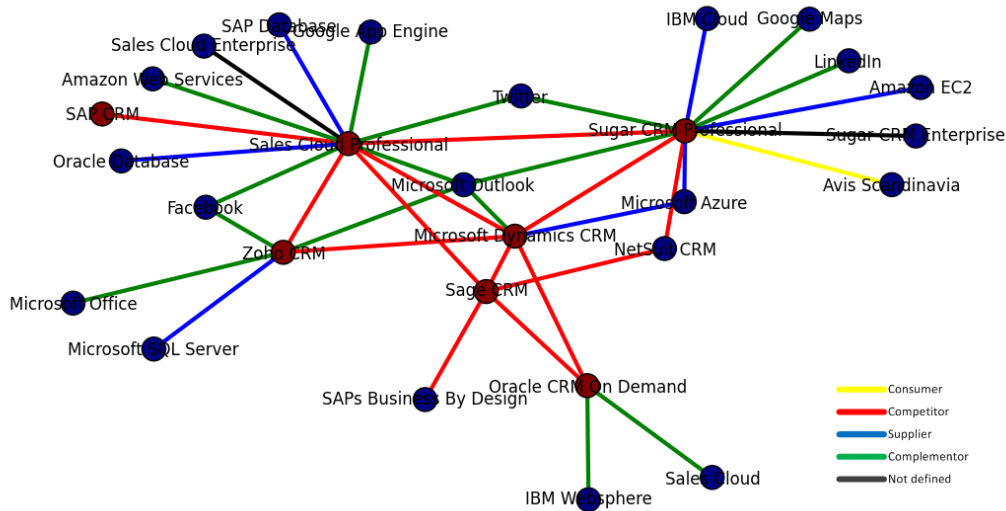 IBM Cloud
Google Maps
SAP Database
Google App Engine
Sales Cloud Enterprise
LinkedIn
Amazon Web Services
Amazon EC2
Twitter
SAP CRM
Sugar CRM Professional
Sugar CRM Enterprise
Sales Cloud Professional
Oracle Database
Microsoft Outlook
Avis Scandinavia
Facebook
Microsoft Azure
Microsoft Dynamics CRM
NetSuit CRM
Zoho CRM
Sage CRM
Microsoft Office
Microsoft SQL Server
Oracle CRM On Demand
SAPs Business By Design
Consumer
Competitor
Supplier
Complementor
Not defined
Sales Cloud
IBM Websphere